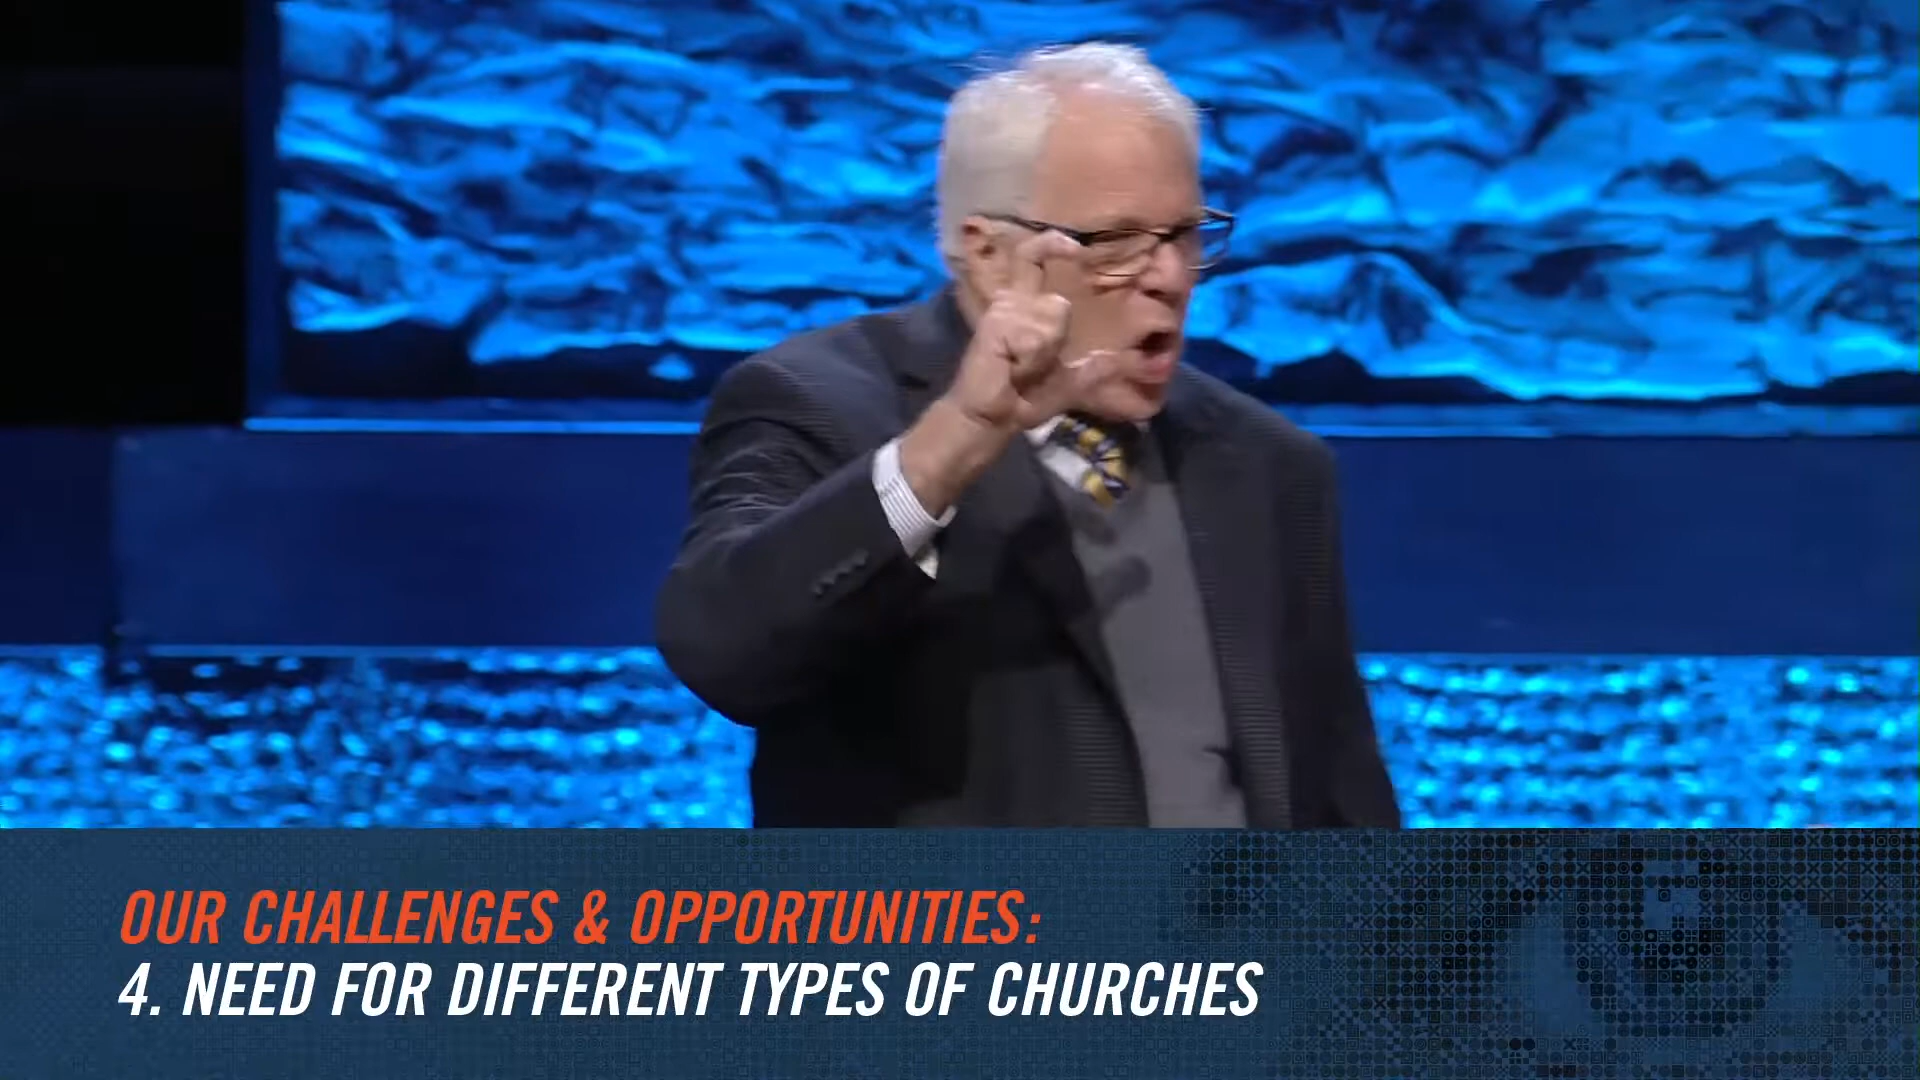 OUR CHALLENGES & OPPORTUNITIES:
4. NEED FOR DIFFERENT TYPES OF CHURCHES